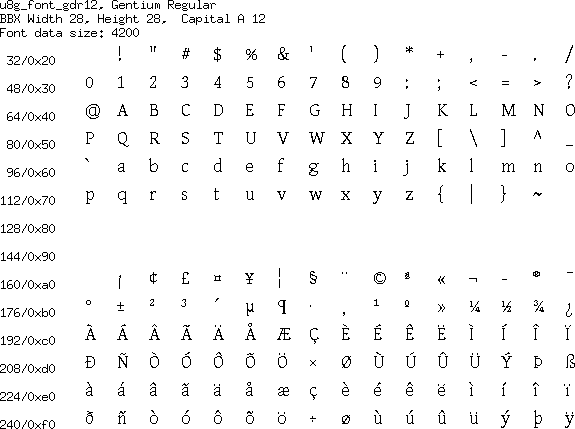 u8g_font_gdr12, Gentium Regular
BBX Width 28, Height 28, Capital A 12
Font data size: 4200
32/0x20 ! " # $ % & ' ( ) * + , - . /
48/0x30 0 1 2 3 4 5 6 7 8 9 : ; < = > ?
64/0x40 @ A B C D E F G H I J K L M N O
80/0x50 P Q R S T U V W X Y Z [ \ ] ^ _
96/0x60 ` a b c d e f g h i j k l m n o
112/0x70 p q r s t u v w x y z { | } ~
128/0x80
144/0x90
160/0xa0 ¡ ¢ £ ¤ ¥ ¦ § ¨ © ª « ¬ - ® ¯
176/0xb0 ° ± ² ³ ´ µ ¶ · ¸ ¹ º » ¼ ½ ¾ ¿
192/0xc0 À Á Â Ã Ä Å Æ Ç È É Ê Ë Ì Í Î Ï
208/0xd0 Ð Ñ Ò Ó Ô Õ Ö × Ø Ù Ú Û Ü Ý Þ ß
224/0xe0 à á â ã ä å æ ç è é ê ë ì í î ï
240/0xf0 ð ñ ò ó ô õ ö ÷ ø ù ú û ü ý þ ÿ